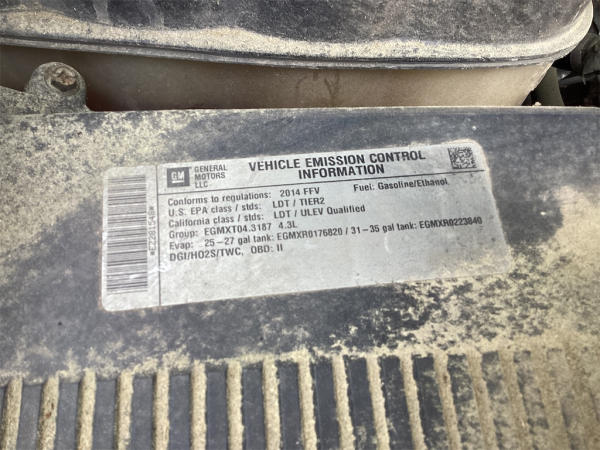 GM
GENERAL
MOTORS
LLC
VEHICLE EMISSION CONTROL
INFORMATION
Conforms to regulations: 2014 FFV Fuel: Gasoline/Ethanol
U.S. EPA class / stds: LDT / TIER2
California class / stds: LDT / ULEV Qualified
Group: EGMXT04.3187 4.3L
Evap: 25-27 gal tank: EGMXR0176820 / 31-35 gal tank: EGMXR0223840
DGI/HO2S/TWC, OBD: II